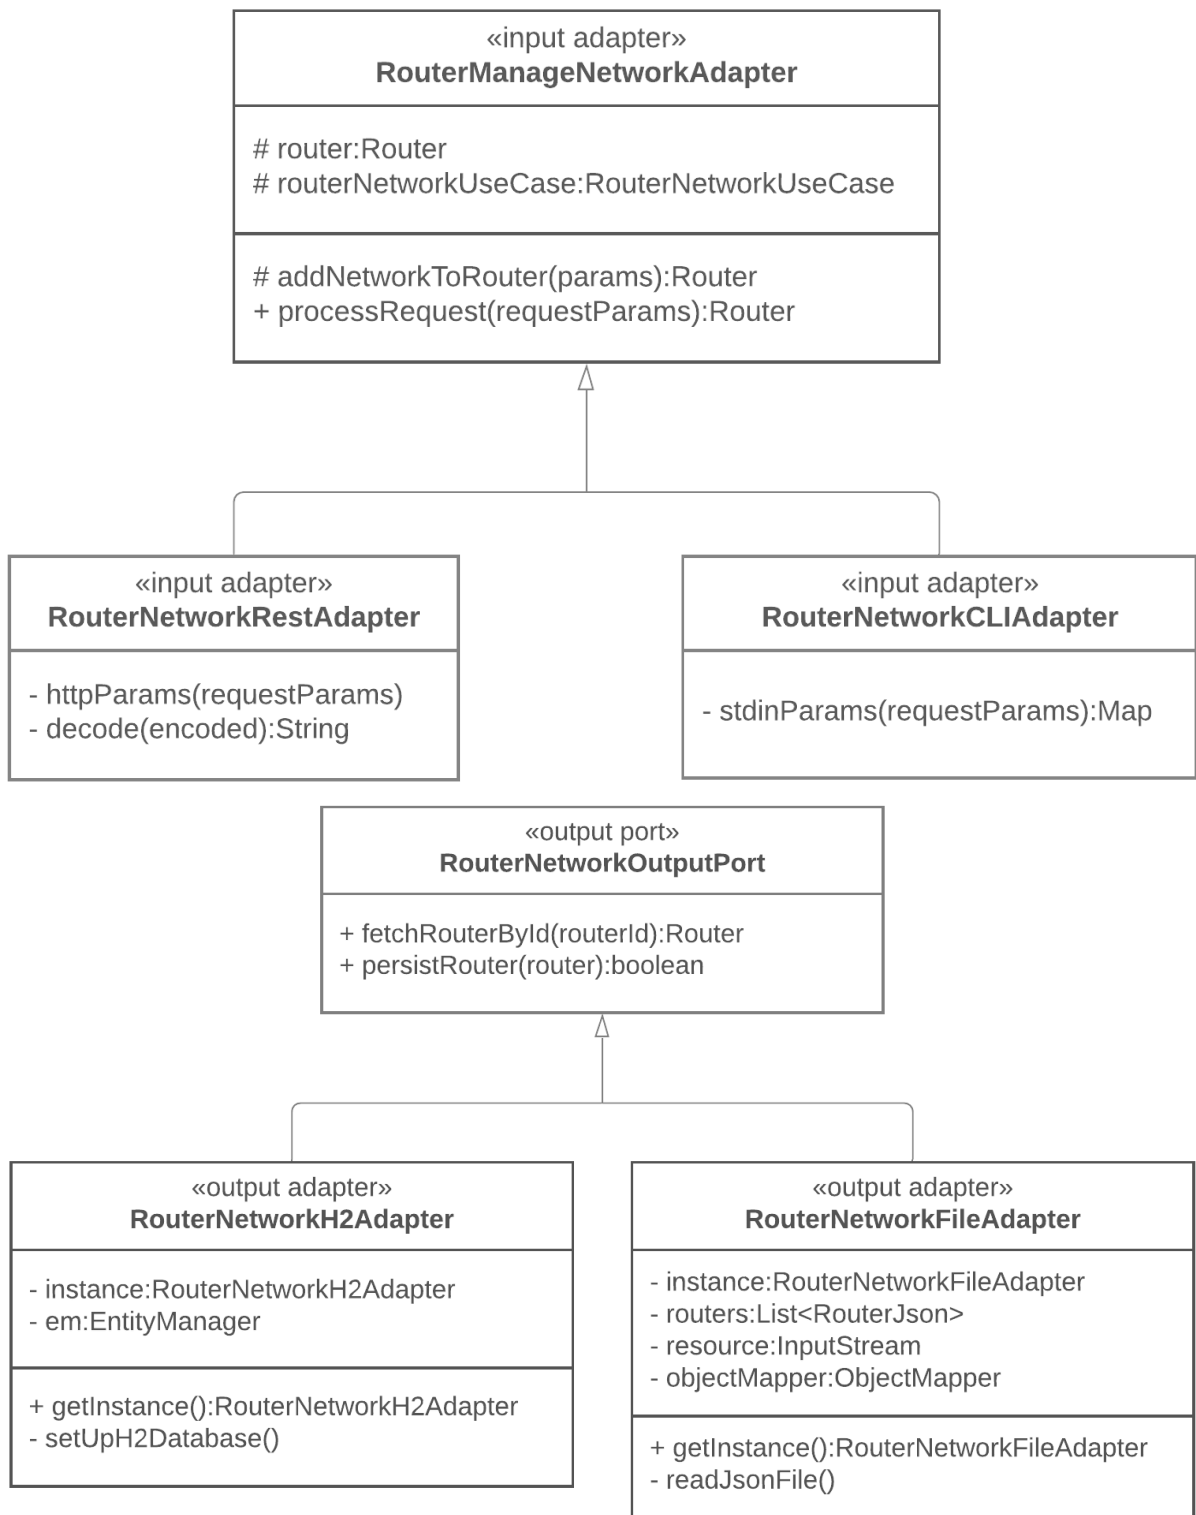 «input adapter»
RouterManageNetworkAdapter
# router:Router
# routerNetworkUseCase:RouterNetworkUseCase
# addNetworkToRouter(params):Router
+ processRequest(requestParams):Router
«input adapter»
RouterNetworkRestAdapter
- httpParams(requestParams)
- decode(encoded):String
«input adapter»
RouterNetworkCLIAdapter
- stdinParams(requestParams):Map
«output port»
RouterNetworkOutputPort
+ fetchRouterById(routerId):Router
+ persistRouter(router):boolean
«output adapter»
RouterNetworkH2Adapter
- instance:RouterNetworkH2Adapter
- em:EntityManager
+ getInstance():RouterNetworkH2Adapter
- setUpH2Database()
«output adapter»
RouterNetworkFileAdapter
- instance:RouterNetworkFileAdapter
- routers:List<RouterJson>
- resource:InputStream
- objectMapper:ObjectMapper
+ getInstance():RouterNetworkFileAdapter
- readJsonFile()